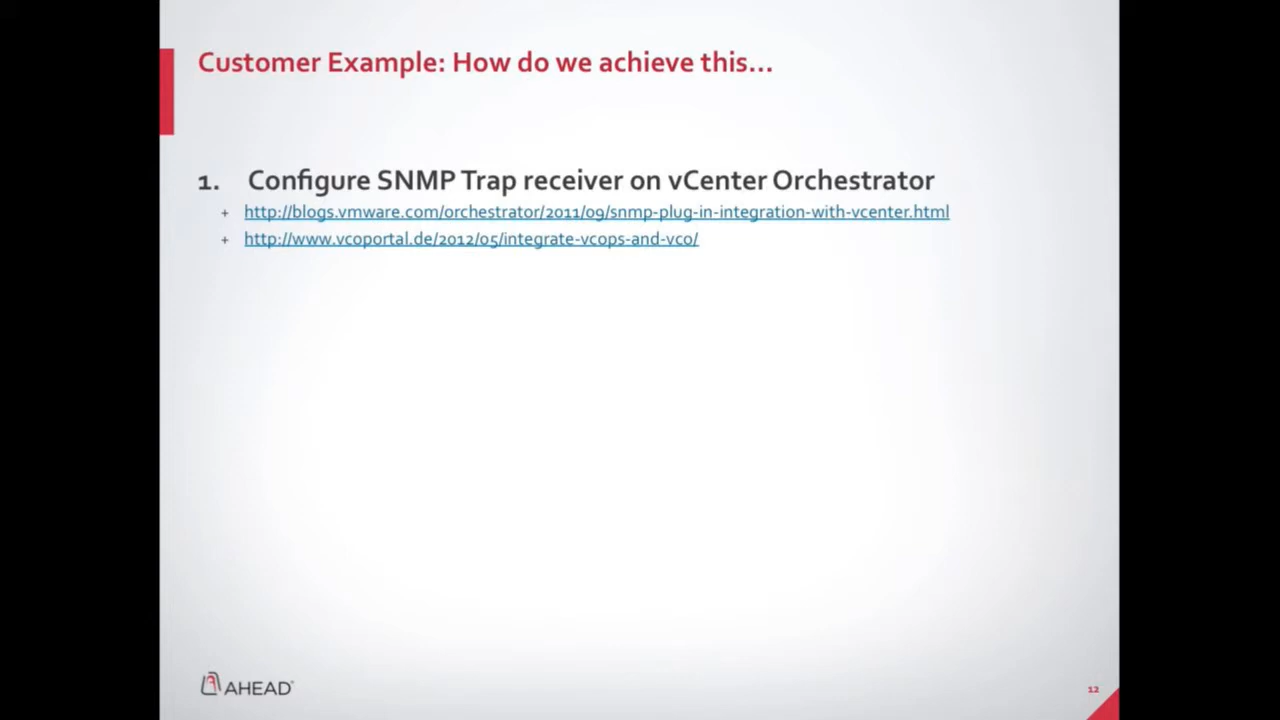 Customer Example: How do we achieve this...
1. Configure SNMP Trap receiver on vCenter Orchestrator
+ http://blogs.vmware.com/orchestrator/2011/09/snmp-plug-in-integration-with-vcenter.html
+ http://www.vcoportal.de/2012/05/integrate-vcops-and-vco/
AHEAD
12